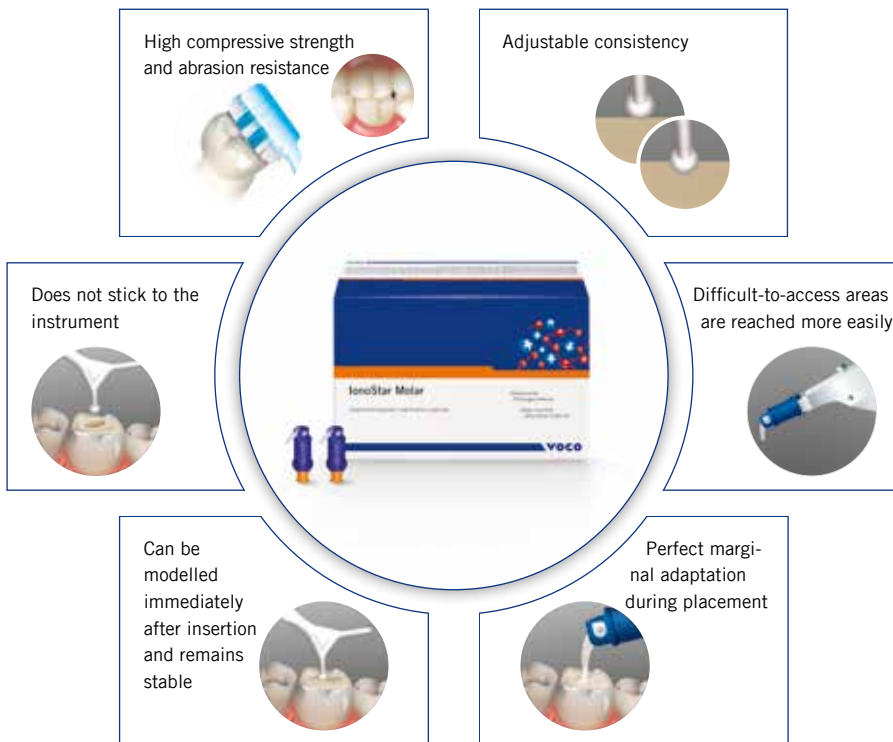 High compressive strength
and abrasion resistance
Adjustable consistency
Does not stick to the
instrument
Difficult-to-access areas
are reached more easily
IonoStar Molar
VOCO
Can be
modelled
immediately
after insertion
and remains
stable
Perfect margi-
nal adaptation
during placement